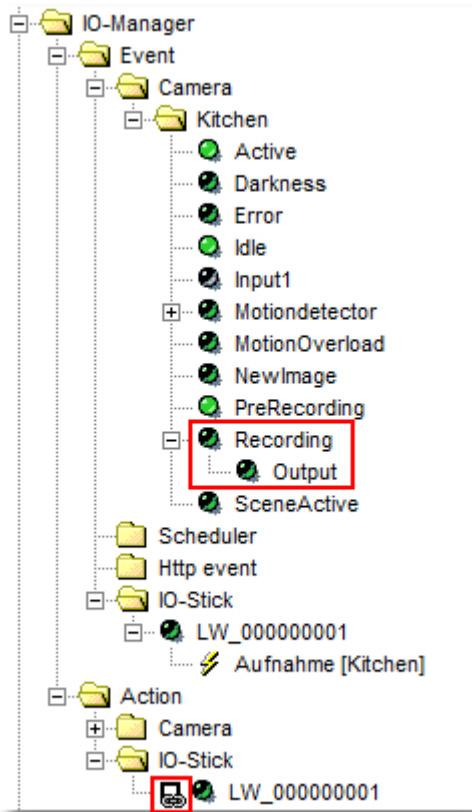 IO-Manager
Event
Camera
Kitchen
Active
Darkness
Error
Idle
Input1
Motiondetector
MotionOverload
NewImage
PreRecording
Recording
Output
SceneActive
Scheduler
Http event
IO-Stick
LW_000000001
Aufnahme [Kitchen]
Action
Camera
IO-Stick
LW_000000001